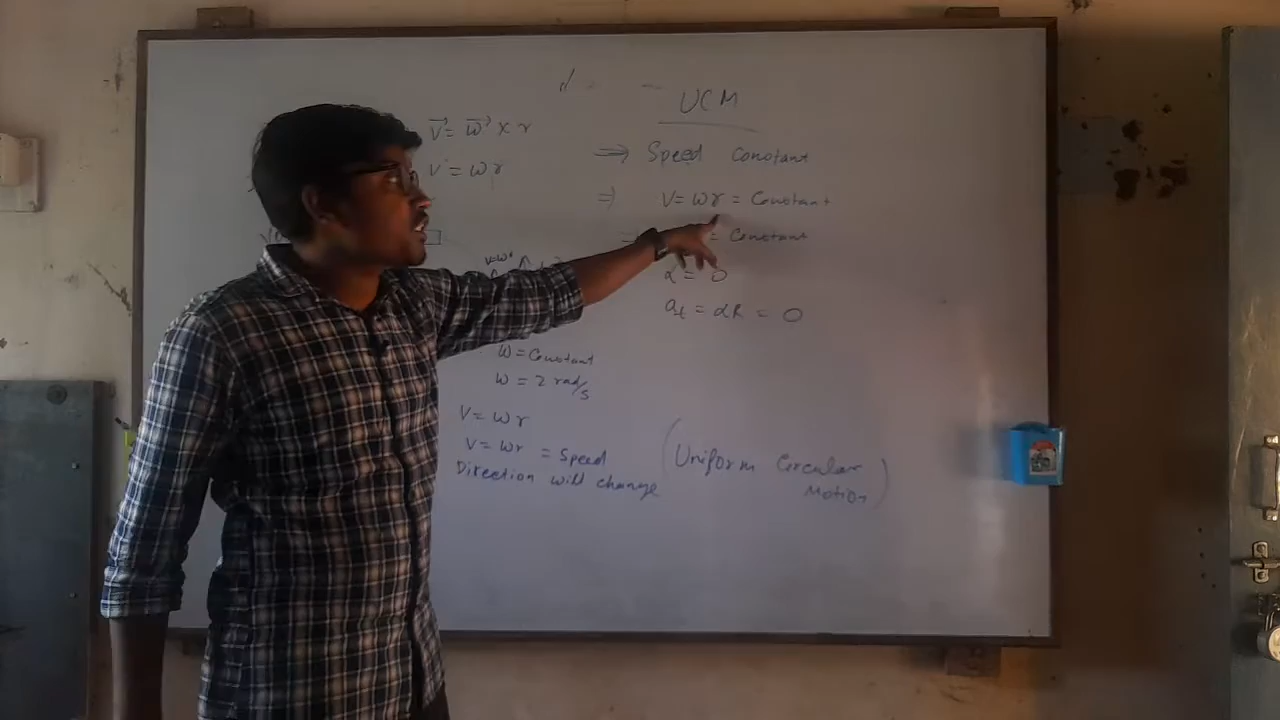 V⃗ = ω⃗ × r
V = ωr
ω = Constant
ω = 2 rad/s
V = ωr
V = ωr = Speed
Direction will change
UCM
⇒ Speed Constant
⇒ V = ωr = Constant
= Constant
α = 0
at = αR = 0
(Uniform Circular
Motion)